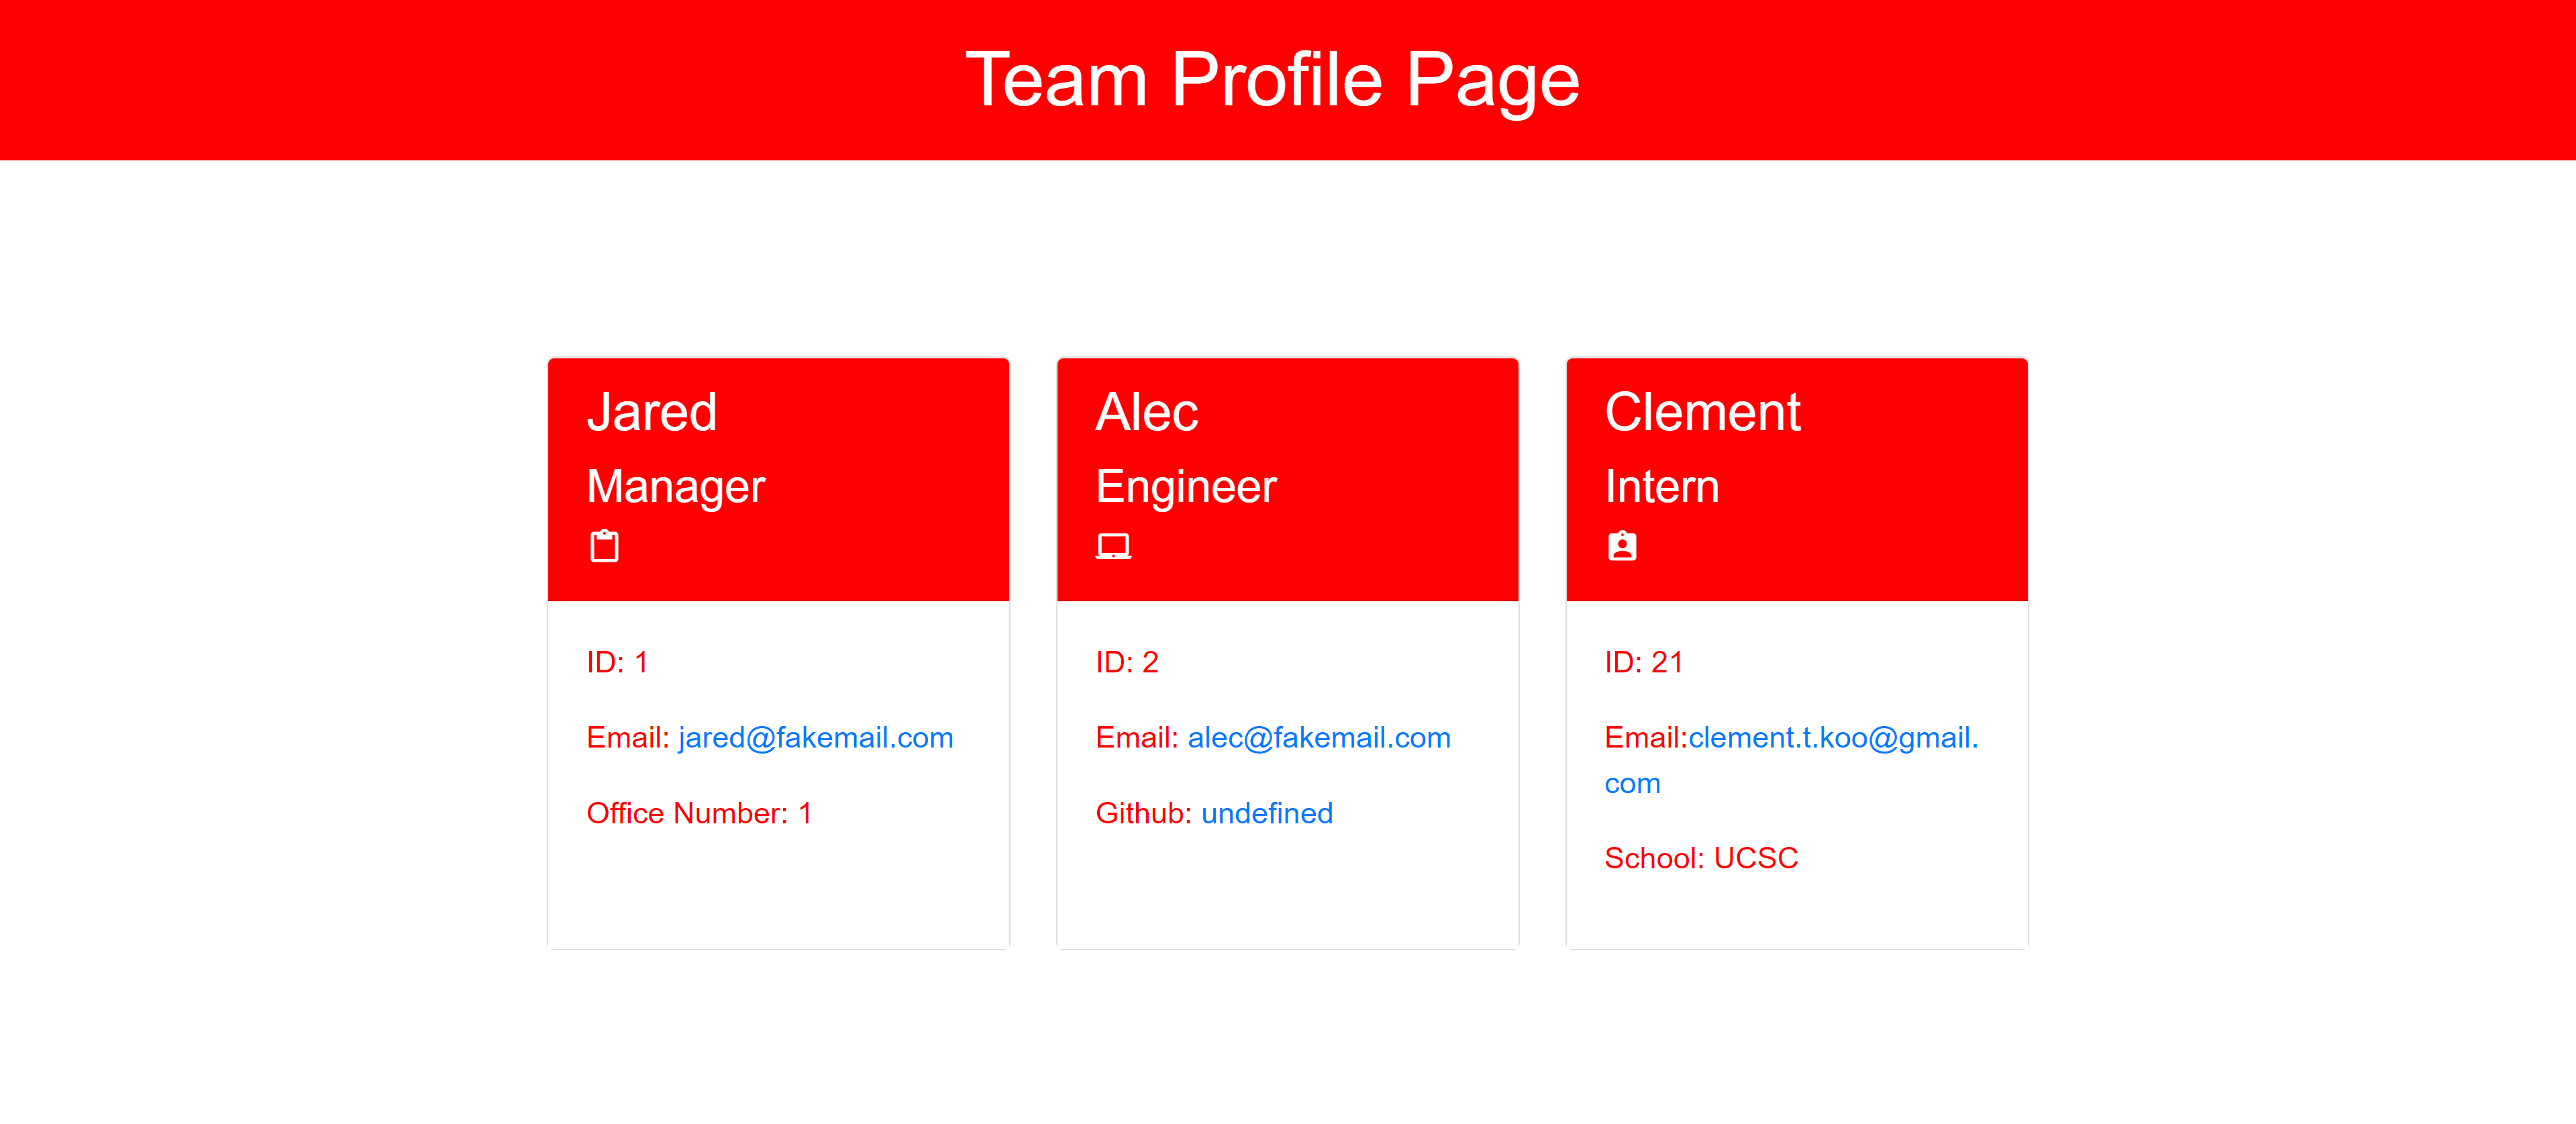 Team Profile Page
Jared
Manager
ID: 1
Email: jared@fakemail.com
Office Number: 1
Alec
Engineer
ID: 2
Email: alec@fakemail.com
Github: undefined
Clement
Intern
ID: 21
Email:clement.t.koo@gmail.
com
School: UCSC